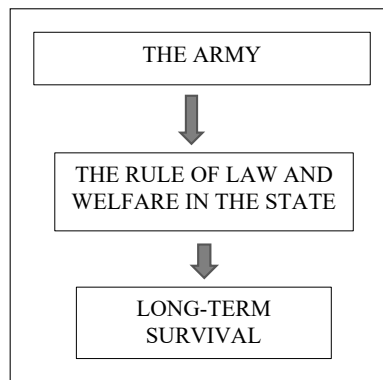 THE ARMY
THE RULE OF LAW AND
WELFARE IN THE STATE
LONG-TERM
SURVIVAL